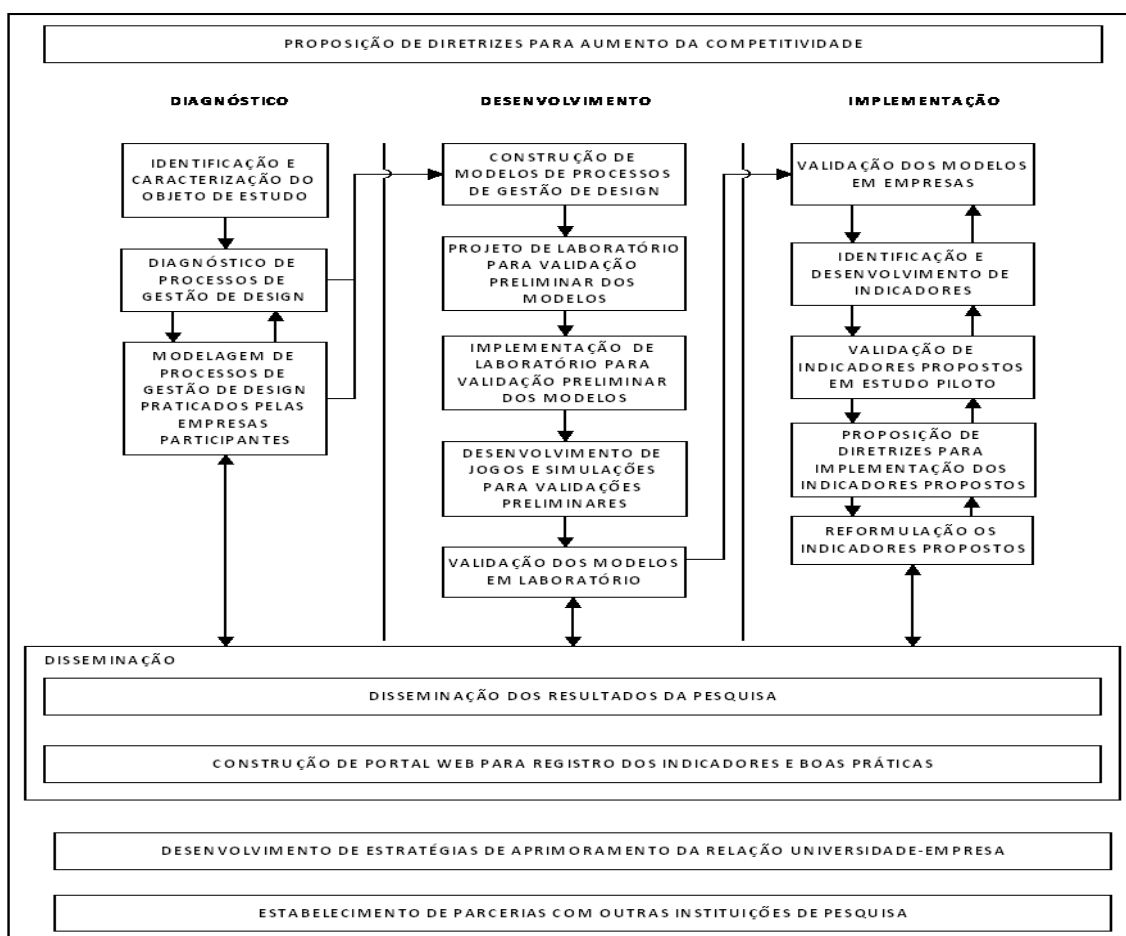 PROPOSIÇÃO DE DIRETRIZES PARA AUMENTO DA COMPETITIVIDADE
DIAGNÓSTICO
IDENTIFICAÇÃO E
CARACTERIZAÇÃO DO
OBJETO DE ESTUDO
DIAGNÓSTICO DE
PROCESSOS DE
GESTÃO DE DESIGN
MODELAGEM DE
PROCESSOS DE
GESTÃO DE DESIGN
PRATICADOS PELAS
EMPRESAS
PARTICIPANTES
DESENVOLVIMENTO
CONSTRUÇÃO DE
MODELOS DE PROCESSOS
DE GESTÃO DE DESIGN
PROJETO DE LABORATÓRIO
PARA VALIDAÇÃO
PRELIMINAR DOS
MODELOS
IMPLEMENTAÇÃO DE
LABORATÓRIO PARA
VALIDAÇÃO PRELIMINAR
DOS MODELOS
DESENVOLVIMENTO DE
JOGOS E SIMULAÇÕES
PARA VALIDAÇÕES
PRELIMINARES
VALIDAÇÃO DOS MODELOS
EM LABORATÓRIO
IMPLEMENTAÇÃO
VALIDAÇÃO DOS MODELOS
EM EMPRESAS
IDENTIFICAÇÃO E
DESENVOLVIMENTO DE
INDICADORES
VALIDAÇÃO DE
INDICADORES PROPOSTOS
EM ESTUDO PILOTO
PROPOSIÇÃO DE
DIRETRIZES PARA
IMPLEMENTAÇÃO DOS
INDICADORES PROPOSTOS
REFORMULAÇÃO OS
INDICADORES PROPOSTOS
DISSEMINAÇÃO
DISSEMINAÇÃO DOS RESULTADOS DA PESQUISA
CONSTRUÇÃO DE PORTAL WEB PARA REGISTRO DOS INDICADORES E BOAS PRÁTICAS
DESENVOLVIMENTO DE ESTRATÉGIAS DE APRIMORAMENTO DA RELAÇÃO UNIVERSIDADE-EMPRESA
ESTABELECIMENTO DE PARCERIAS COM OUTRAS INSTITUIÇÕES DE PESQUISA